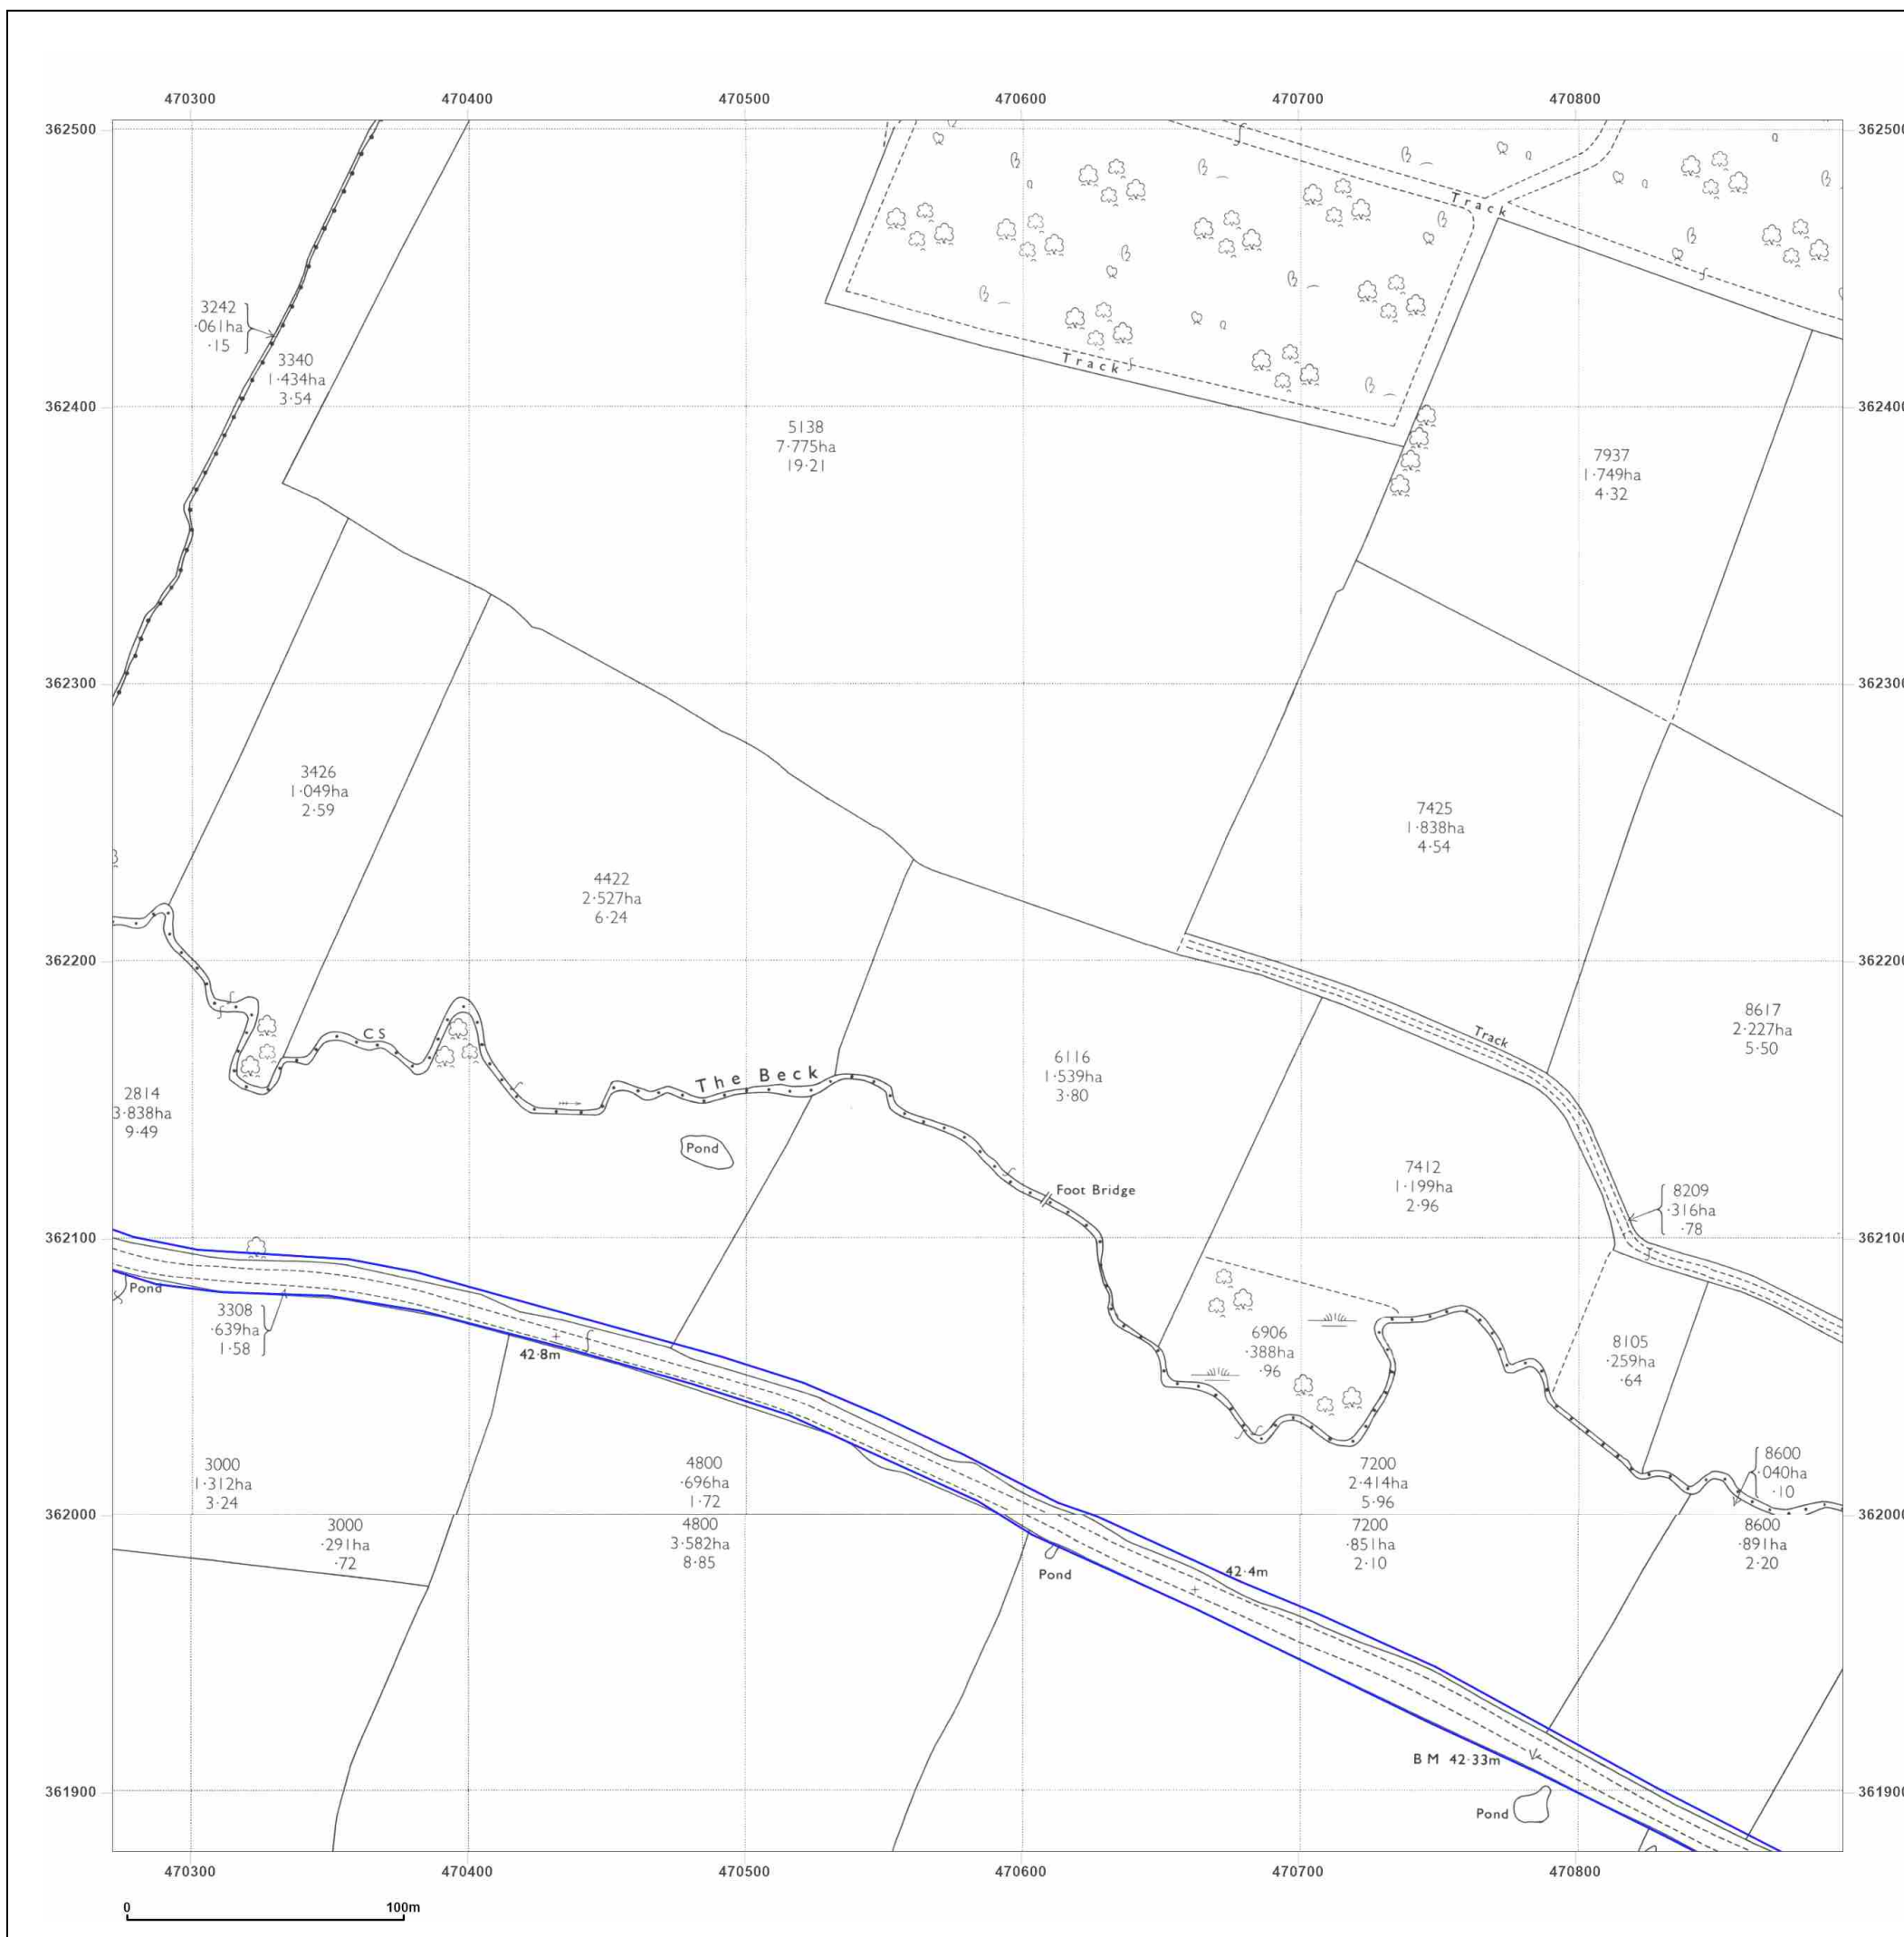 470300 470400 470500 470600 470700 470800
362500 362500
Track
3242
·061ha
·15
3340
1·434ha
3·54
Track
362400 362400
5138
7·775ha
19·21
7937
1·749ha
4·32
362300 362300
3426
1·049ha
2·59
7425
1·838ha
4·54
4422
2·527ha
6·24
362200 362200
8617
2·227ha
5·50
CS
Track
The Beck
6116
1·539ha
3·80
2814
3·838ha
9·49
Pond
Foot Bridge
7412
1·199ha
2·96
8209
·316ha
·78
362100 362100
Pond
3308
·639ha
1·58
42·8m
6906
·388ha
·96
8105
·259ha
·64
3000
1·312ha
3·24
4800
·696ha
1·72
7200
2·414ha
5·96
8600
·040ha
·10
362000 362000
3000
·291ha
·72
4800
3·582ha
8·85
7200
·851ha
2·10
8600
·891ha
2·20
Pond
42·4m
BM 42·33m
361900 361900
Pond
470300 470400 470500 470600 470700 470800
0 100m